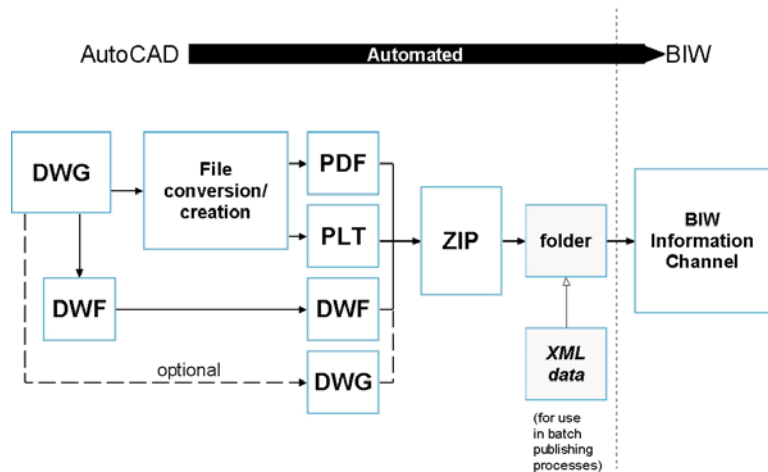 AutoCAD
Automated
BIW
DWG
File
conversion/
creation
PDF
PLT
ZIP
folder
BIW
Information
Channel
DWF
DWF
optional
DWG
XML
data
(for use
in batch
publishing
processes)